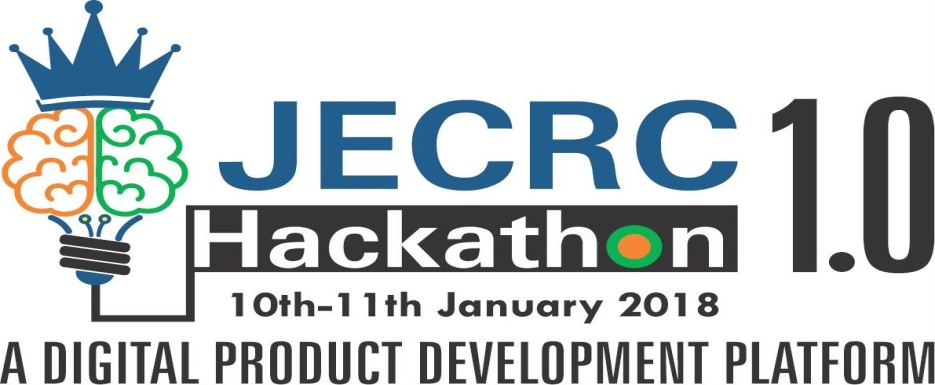 JECRC 1.0
Hackathon
10th-11th January 2018
A DIGITAL PRODUCT DEVELOPMENT PLATFORM